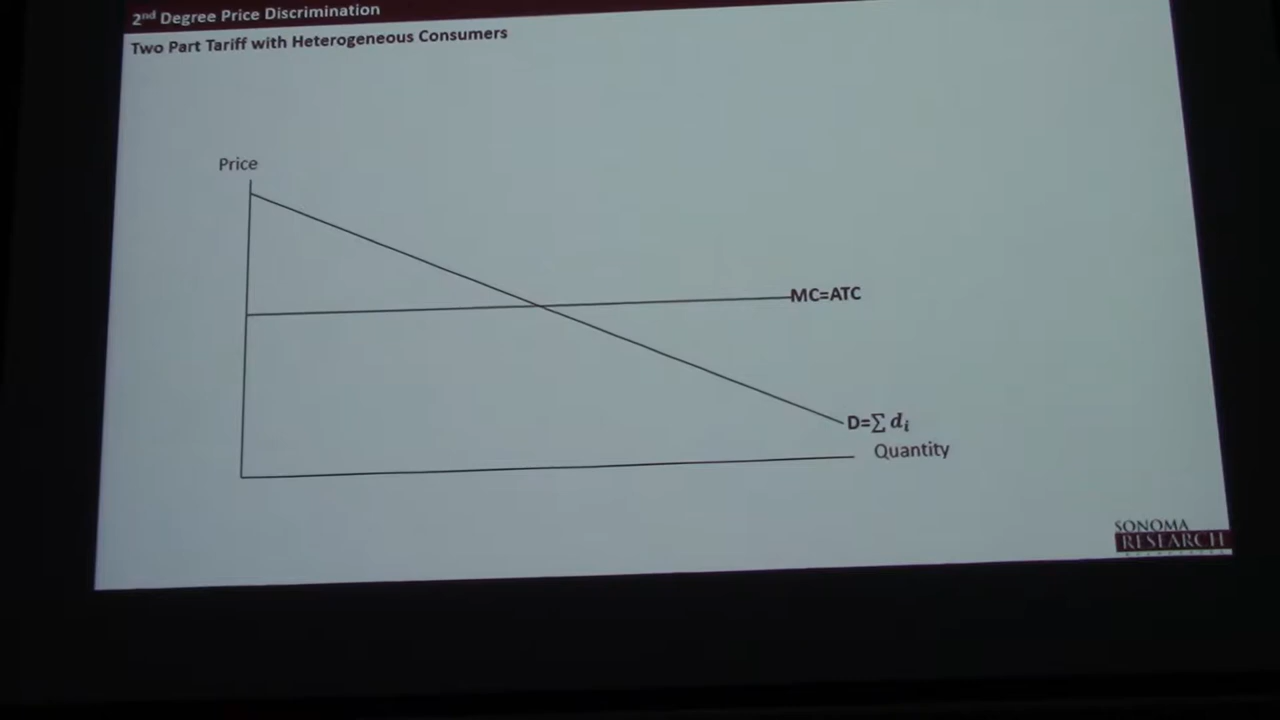 2nd Degree Price Discrimination
Two Part Tariff with Heterogeneous Consumers
Price
MC=ATC
D=∑ dᵢ
Quantity
SONOMA
RESEARCH